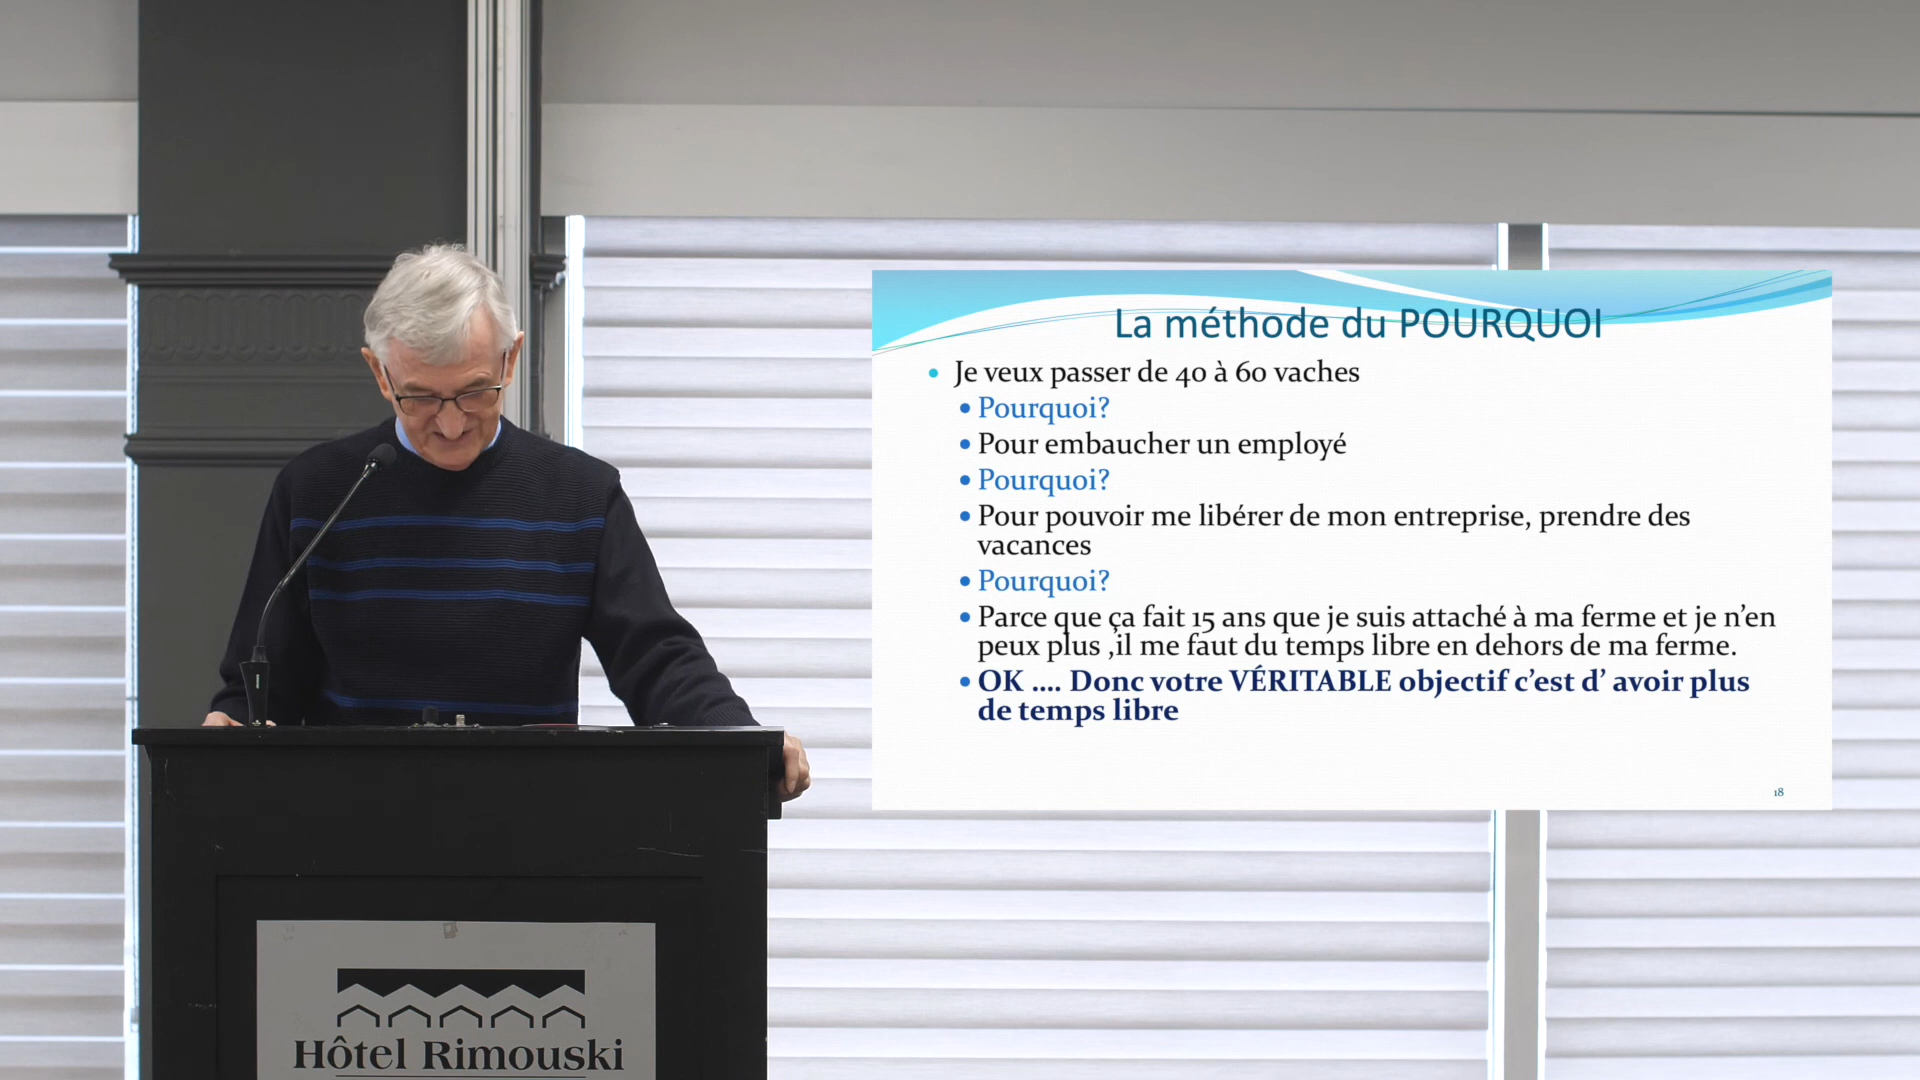 La méthode du POURQUOI
Je veux passer de 40 à 60 vaches
Pourquoi?
Pour embaucher un employé
Pourquoi?
Pour pouvoir me libérer de mon entreprise, prendre des
vacances
Pourquoi?
Parce que ça fait 15 ans que je suis attaché à ma ferme et je n’en
peux plus ,il me faut du temps libre en dehors de ma ferme.
OK .... Donc votre VÉRITABLE objectif c’est d’ avoir plus
de temps libre
18
Hôtel Rimouski